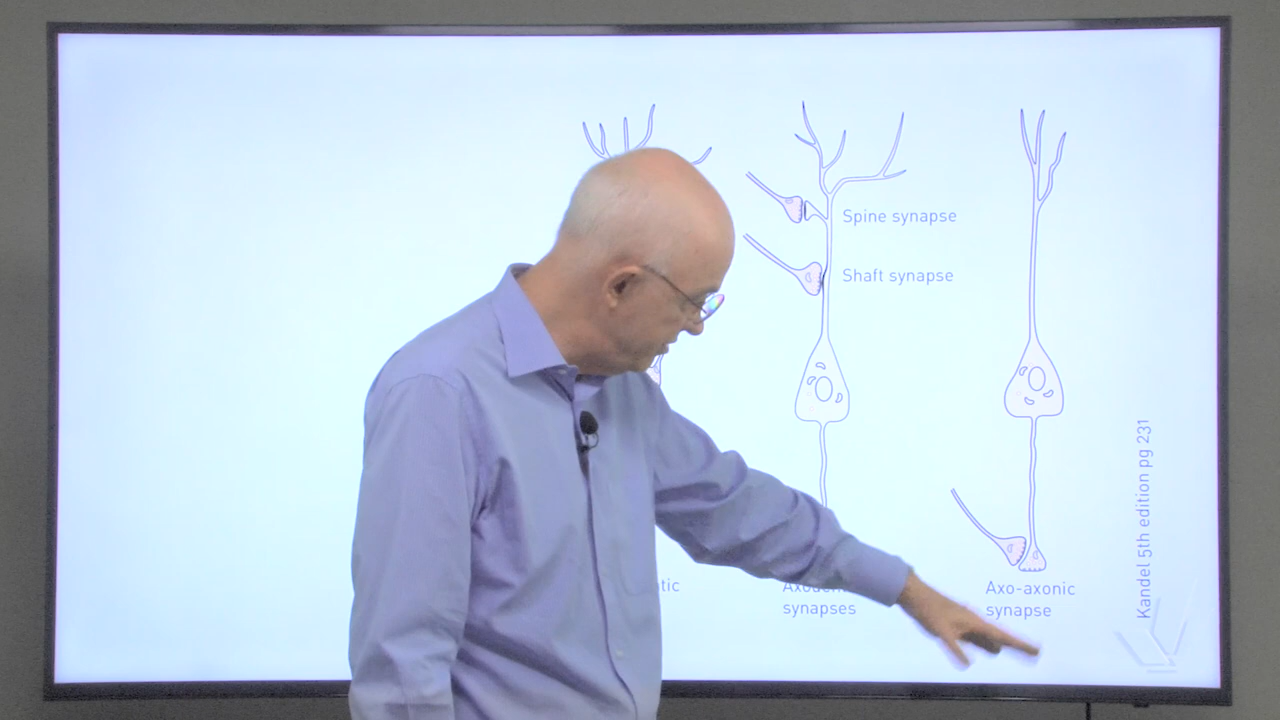 Spine synapse
Shaft synapse
synapses
Axo-axonic
synapse
Kandel 5th edition pg 231